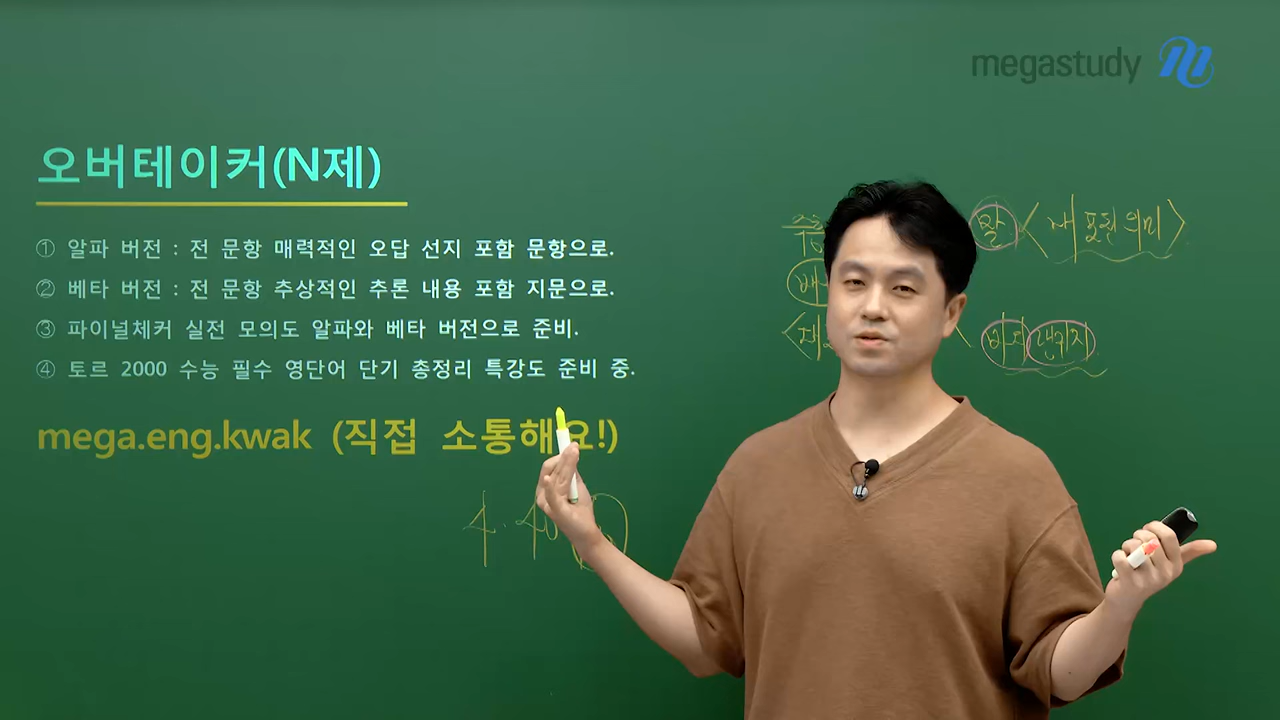 megastudy
오버테이커(N제)
① 알파 버전 : 전 문항 매력적인 오답 선지 포함 문항으로.
② 베타 버전 : 전 문항 추상적인 추론 내용 포함 지문으로.
③ 파이널체커 실전 모의도 알파와 베타 버전으로 준비.
④ 토르 2000 수능 필수 영단어 단기 총정리 특강도 준비 중.
mega.eng.kwak (직접 소통해요!)